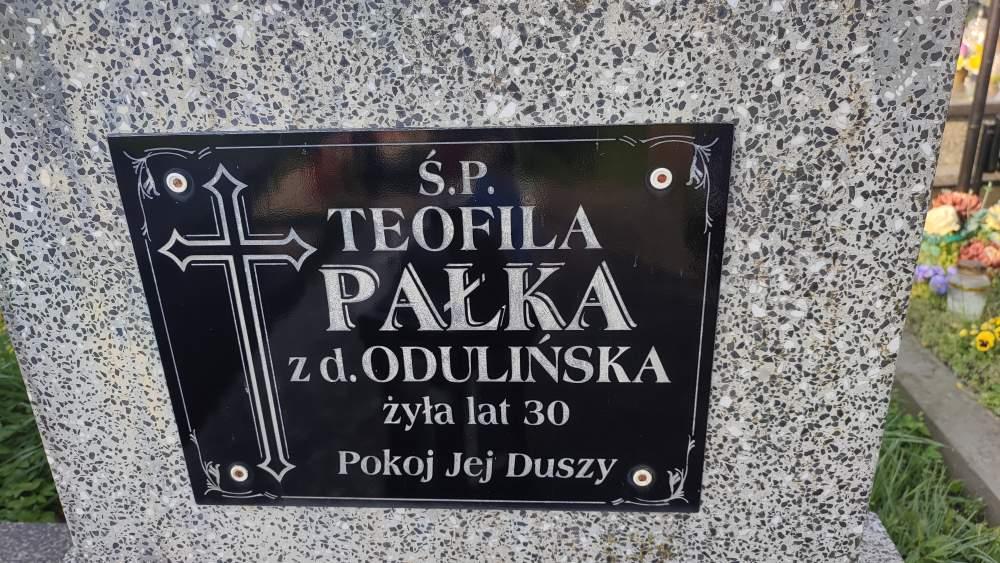 Ś.P.
TEOFILA
PAŁKA
z d. ODULIŃSKA
żyła lat 30
Pokoj Jej Duszy